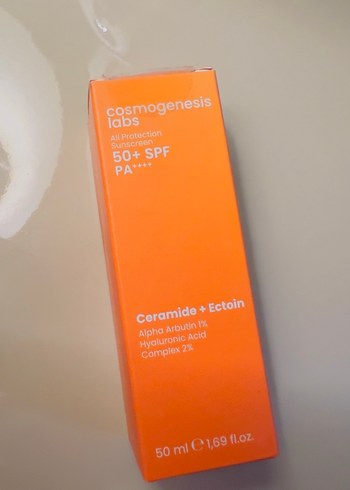 cosmogenesis
labs
All Protection
Sunscreen
50+ SPF
PA++++
Ceramide + Ectoin
Alpha Arbutin 1%
Hyaluronic Acid
Complex 2%
50 ml ℮ 1,69 fl.oz.